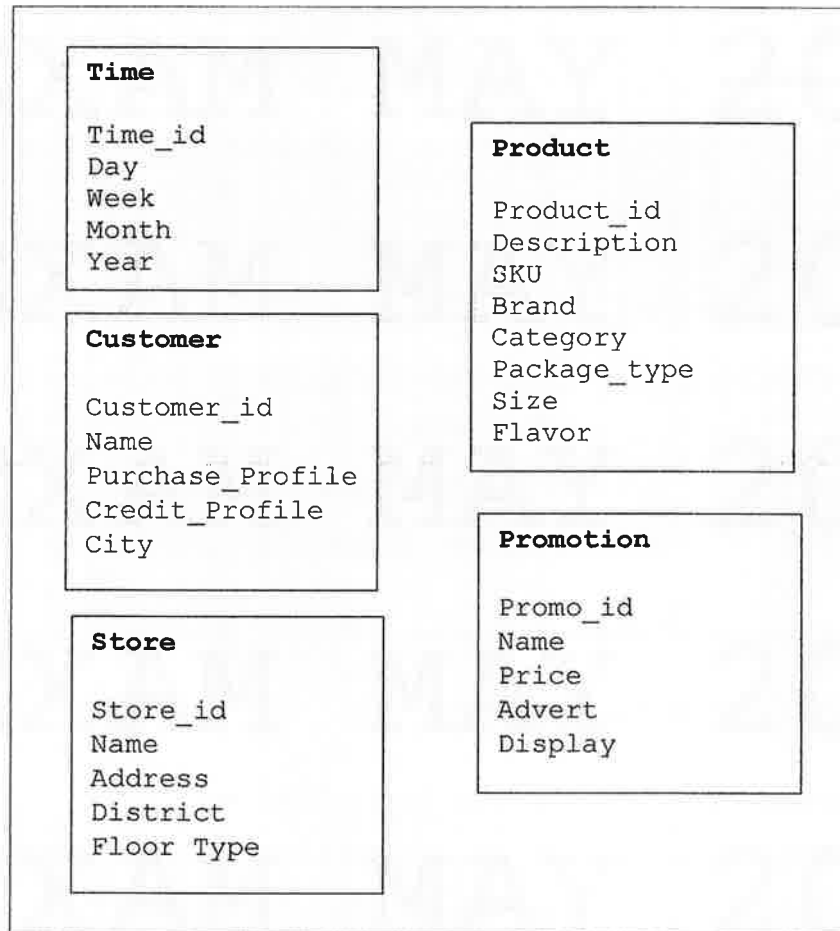 Time
Time_id
Day
Week
Month
Year
Customer
Customer_id
Name
Purchase_Profile
Credit_Profile
City
Store
Store_id
Name
Address
District
Floor Type
Product
Product_id
Description
SKU
Brand
Category
Package_type
Size
Flavor
Promotion
Promo_id
Name
Price
Advert
Display